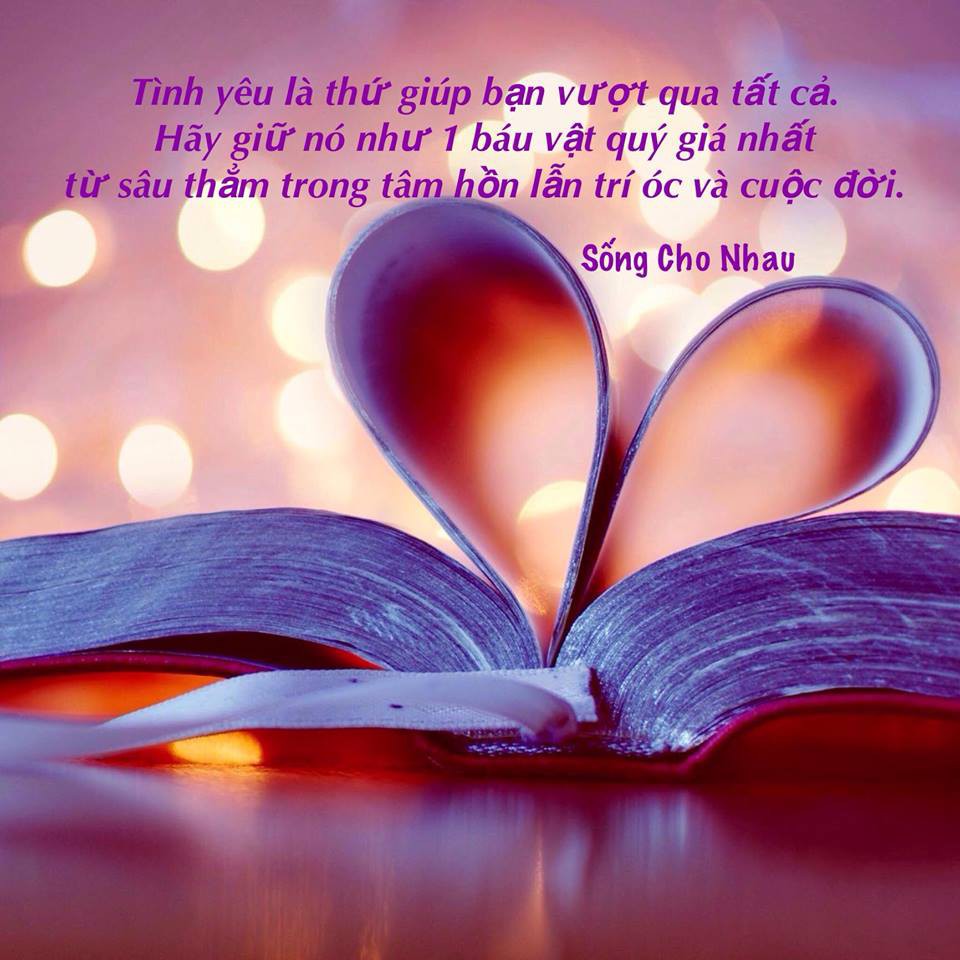 Tình yêu là thứ giúp bạn vượt qua tất cả.
Hãy giữ nó như 1 báu vật quý giá nhất
từ sâu thẳm trong tâm hồn lẫn trí óc và cuộc đời.
Sống Cho Nhau